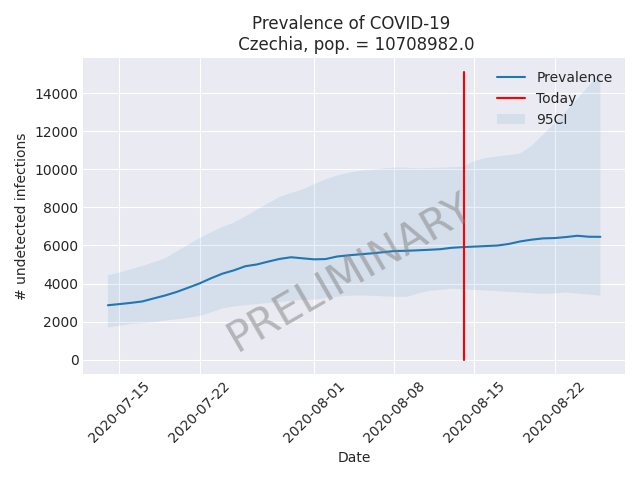 Prevalence of COVID-19
Czechia, pop. = 10708982.0
Prevalence
Today
95CI
14000
12000
10000
8000
6000
4000
2000
0
# undetected infections
PRELIMINARY
2020-07-15
2020-07-22
2020-08-01
2020-08-08
2020-08-15
2020-08-22
Date